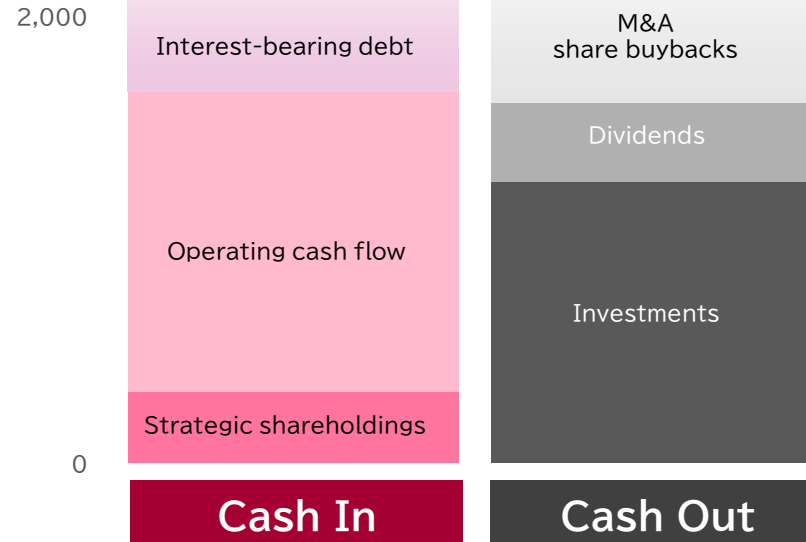 2,000
Interest-bearing debt
Operating cash flow
Strategic shareholdings
0
Cash In
M&A
share buybacks
Dividends
Investments
Cash Out